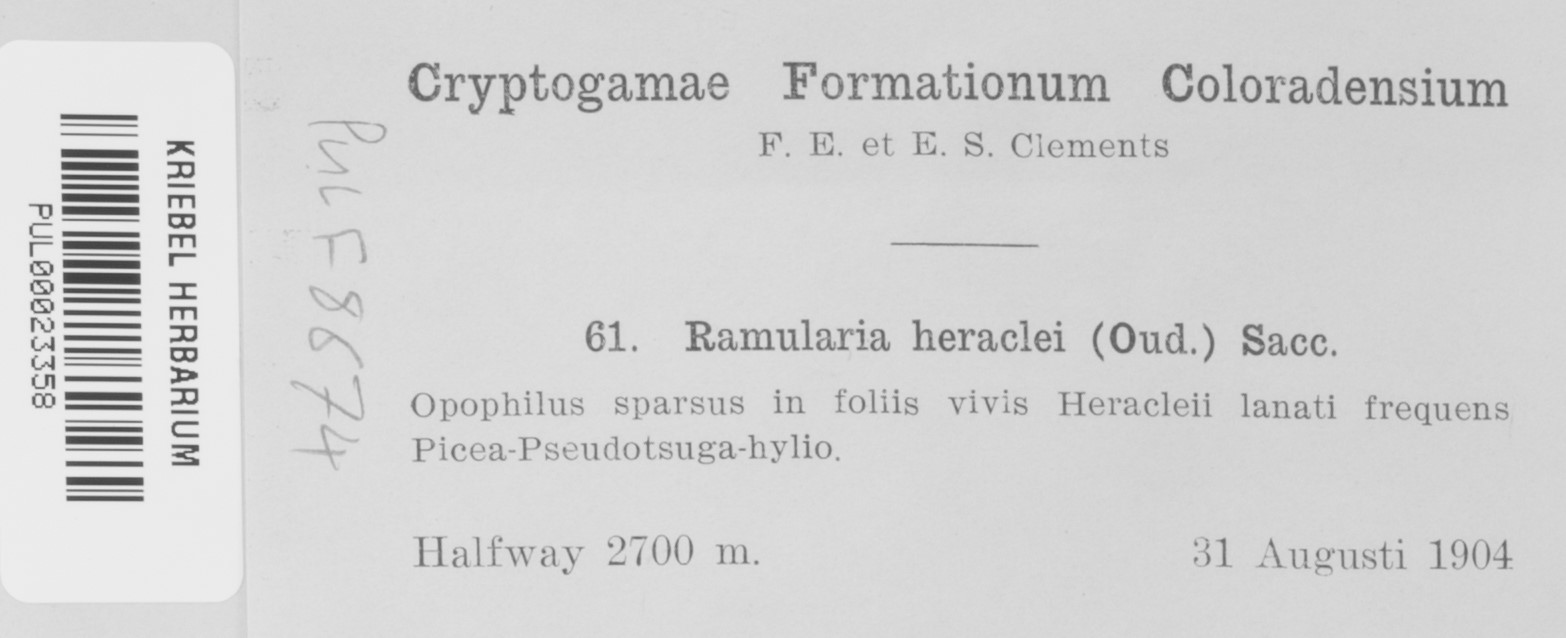 Cryptogamae Formationum Coloradensium
F. E. et E. S. Clements
61. Ramularia heraclei (Oud.) Sacc.
Opophilus sparsus in foliis vivis Heracleii lanati frequens
Picea-Pseudotsuga-hylio.
Halfway 2700 m. 31 Augusti 1904
PUL F8674
KRIEBEL HERBARIUM
PUL00023358